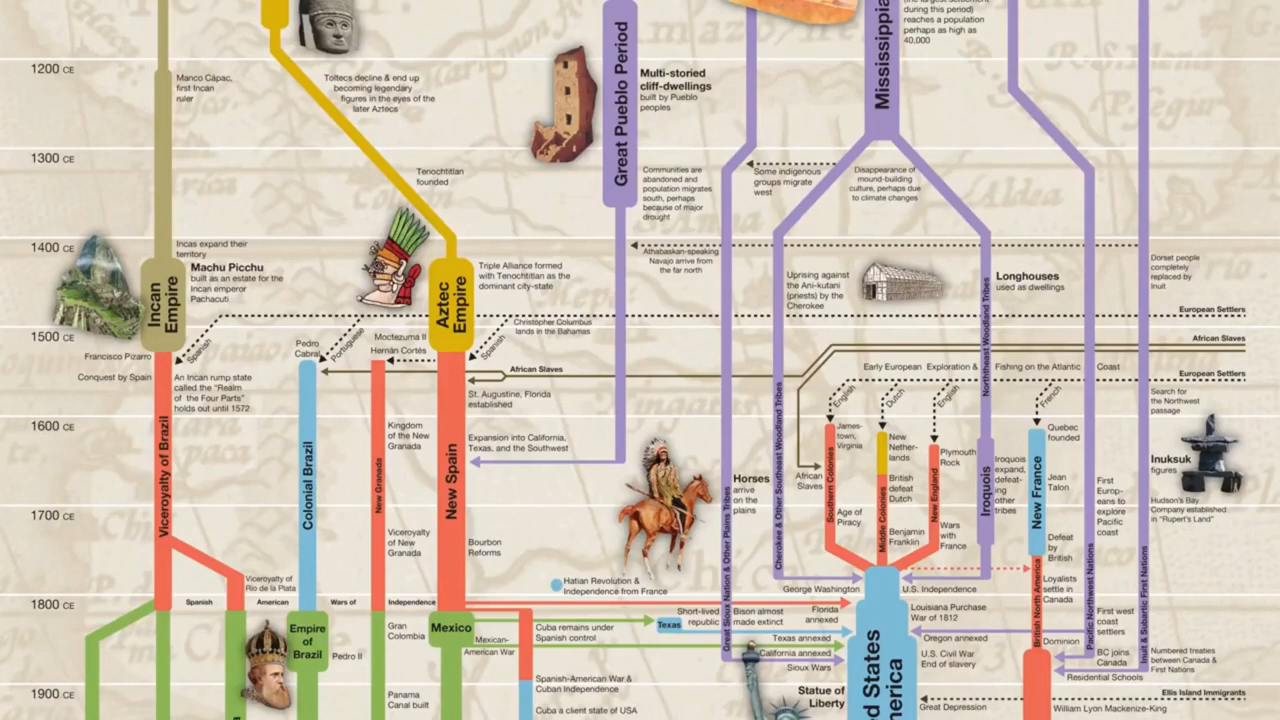 (the largest settlement
during this period)
reaches a population
perhaps as high as
40,000
Mississippia
Great Pueblo Period
1200 CE
Manco Cápac,
first Incan
ruler
Toltecs decline & end up
becoming legendary
figures in the eyes of the
later Aztecs
Multi-storied
cliff-dwellings
built by Pueblo
peoples
1300 CE
Tenochtitlan
founded
Communities are
abandoned and
population migrates
south, perhaps
because of major
drought
Some indigenous
groups migrate
west
Disappearance of
mound-building
culture, perhaps due
to climate changes
1400 CE
Incas expand their
territory
Machu Picchu
built as an estate for the
Incan emperor
Pachacuti
Incan
Empire
Aztec
Empire
Triple Alliance formed
with Tenochtitlan as the
dominant city-state
Athabaskan-speaking
Navajo arrive from
the far north
Uprising against
the Ani-kutani
(priests) by the
Cherokee
Longhouses
used as dwellings
Dorset people
completely
replaced by
Inuit
European Settlers
1500 CE
Spanish
Portuguese
Spanish
Christopher Columbus
lands in the Bahamas
Francisco Pizarro
Conquest by Spain
An Incan rump state
called the "Realm
of the Four Parts"
holds out until 1572
Pedro
Cabral
Moctezuma II
Hernán Cortés
African Slaves
African Slaves
European Settlers
Early European Exploration & Fishing on the Atlantic Coast
St. Augustine, Florida
established
English
Dutch
English
French
Search for
the Northwest
passage
1600 CE
Viceroyalty of Brazil
Colonial Brazil
New Granada
Kingdom
of the New
Granada
New Spain
Expansion into California,
Texas, and the Southwest
Horses
arrive
on the
plains
Great Sioux Nation & Other Plains Tribes
Cherokee & Other Southeast Woodland Tribes
African
Slaves
James-
town,
Virginia
Southern Colonies
New
Nether-
lands
British
defeat
Dutch
Middle Colonies
Plymouth
Rock
New England
Northeast Woodland Tribes
Iroquois
Iroquois
expand,
defeat-
ing
other
tribes
Quebec
founded
New France
Jean
Talon
First
Europ-
eans to
explore
Pacific
coast
Inuksuk
figures
Hudson's Bay
Company established
in "Rupert's Land"
1700 CE
Viceroyalty
of New
Granada
Bourbon
Reforms
Age of
Piracy
Benjamin
Franklin
Wars
with
France
Defeat
by
British
Viceroyalty of
Rio de la Plata
Hatian Revolution &
Independence from France
George Washington
U.S. Independence
British North America
Loyalists
settle in
Canada
Pacific Northwest Nations
Inuit & Subarctic First Nations
1800 CE
Spanish American Wars of Independence
Empire
of
Brazil
Pedro II
Gran
Colombia
Mexico
Mexican-
American War
Cuba remains under
Spanish control
Short-lived
republic
Texas
Bison almost
made extinct
Florida
annexed
Texas annexed
California annexed
Sioux Wars
Louisiana Purchase
War of 1812
Oregon annexed
U.S. Civil War
End of slavery
Dominion
First west
coast
settlers
BC joins
Canada
Residential Schools
Numbered treaties
between Canada &
First Nations
1900 CE
Panama
Canal built
Spanish-American War &
Cuban Independence
Cuba a client state of USA
Statue of
Liberty
d States
merica
Ellis Island Immigrants
Great Depression
William Lyon Mackenzie-King